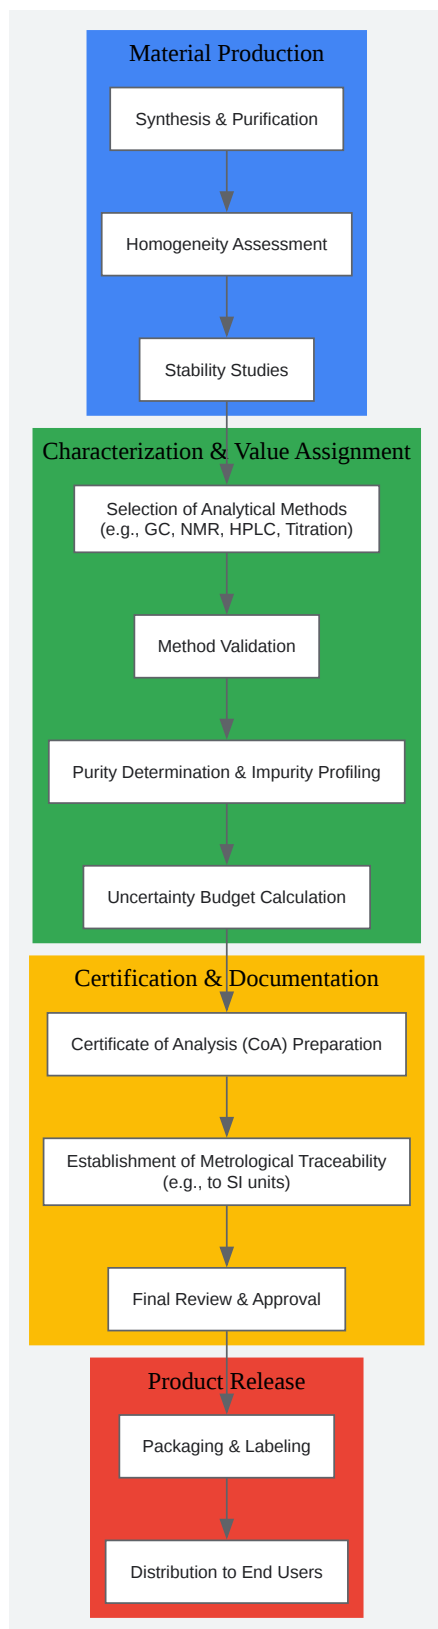 Material Production
Synthesis & Purification
Homogeneity Assessment
Stability Studies
Characterization & Value Assignment
Selection of Analytical Methods
(e.g., GC, NMR, HPLC, Titration)
Method Validation
Purity Determination & Impurity Profiling
Uncertainty Budget Calculation
Certification & Documentation
Certificate of Analysis (CoA) Preparation
Establishment of Metrological Traceability
(e.g., to SI units)
Final Review & Approval
Product Release
Packaging & Labeling
Distribution to End Users